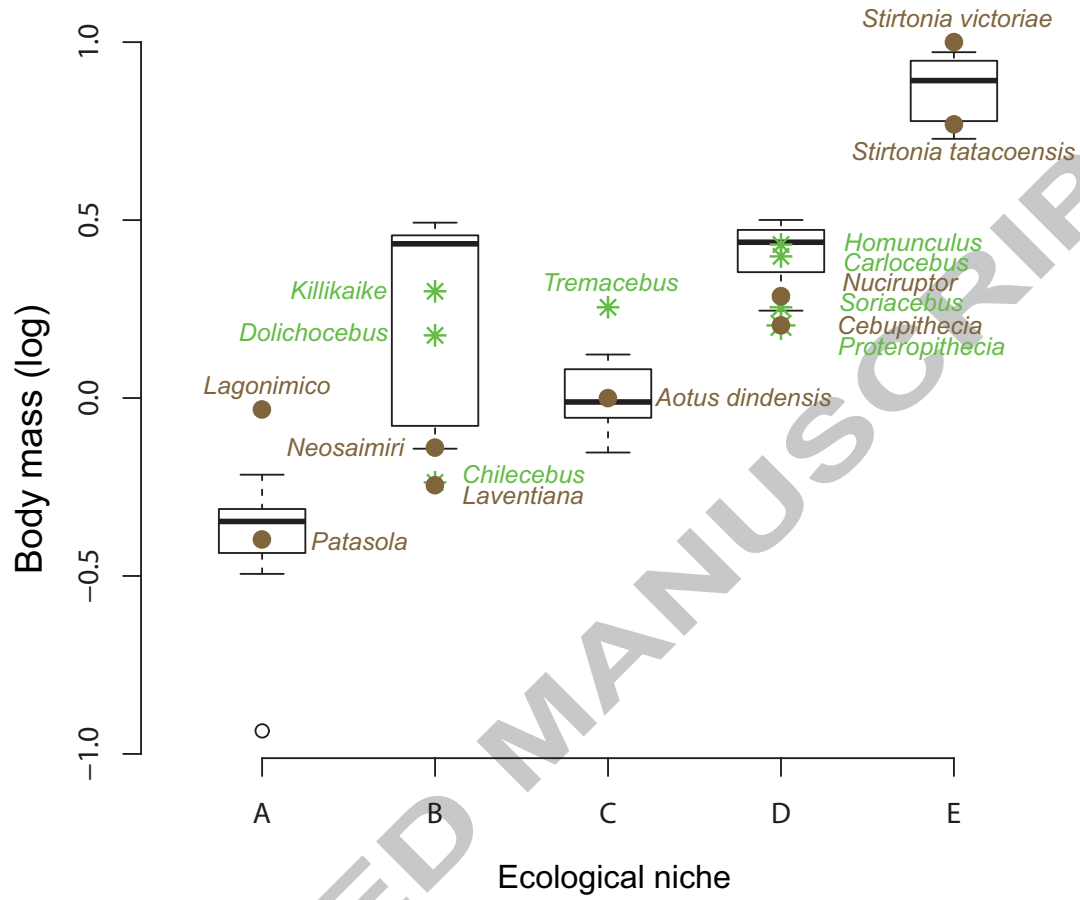 Stirtonia victoriae
1.0
Stirtonia tatacoensis
0.5
Homunculus
Carlocebus
Killikaike
Tremacebus
Nuciruptor
Soriacebus
Dolichocebus
Cebupithecia
Proteropithecia
Body mass (log)
0.0
Lagonimico
Aotus dindensis
Neosaimiri
Chilecebus
Laventiana
Patasola
−0.5
−1.0
A B C D E
Ecological niche
ED MANUSCRIP